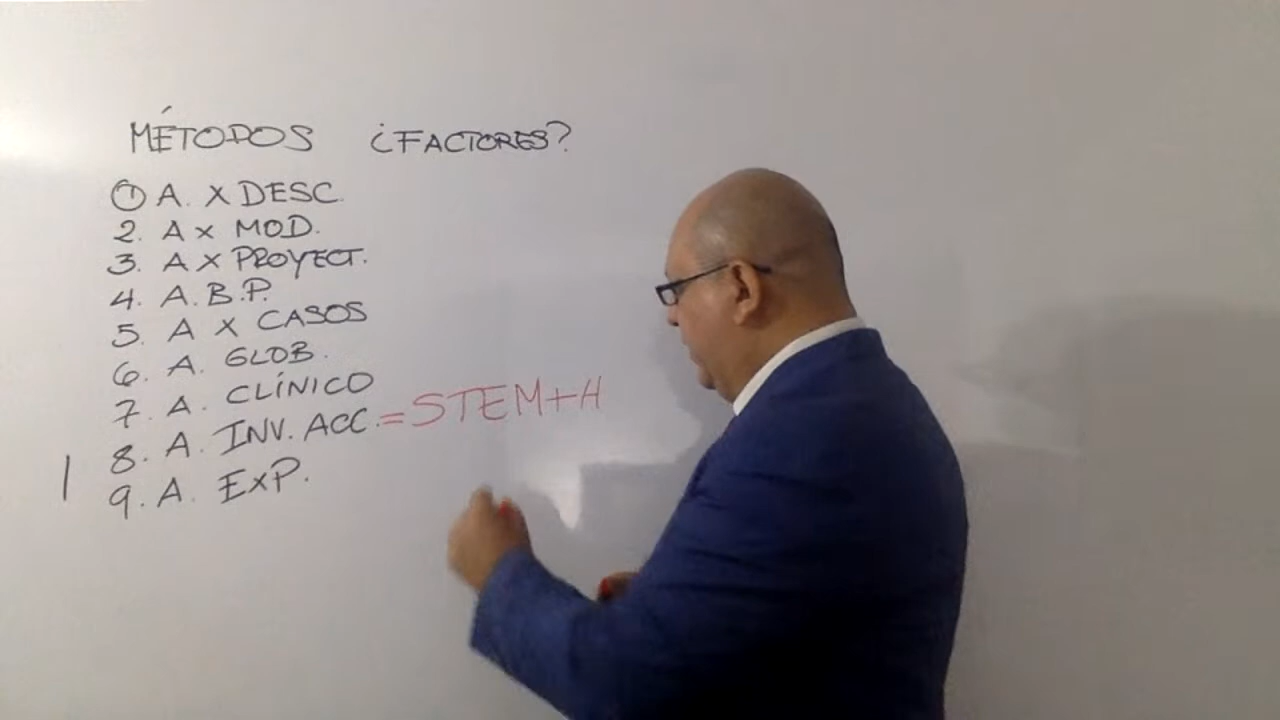 MÉTODOS ¿FACTORES?
1 A. X DESC.
2. A X MOD.
3. A X PROYECT.
4. A.B.P.
5. A X CASOS
6. A. GLOB.
7. A. CLÍNICO
8. A. INV. ACC. = STEM+H
9. A. EXP.